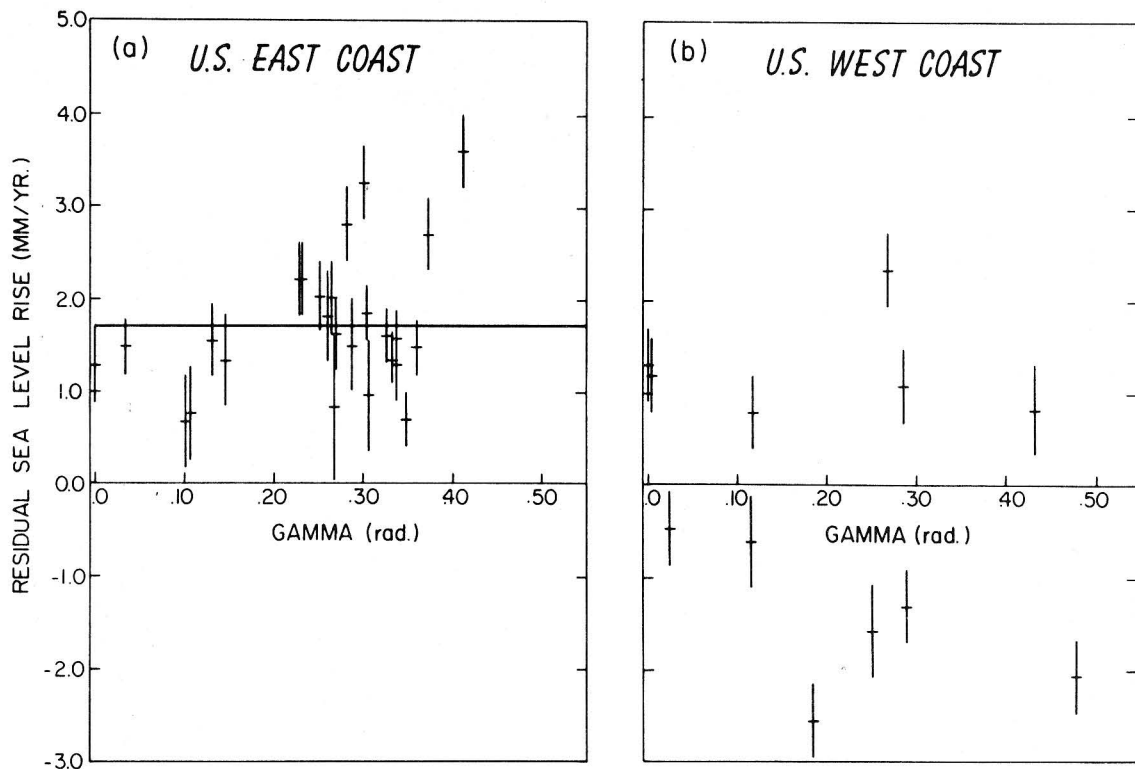 (a) U.S. EAST COAST
5.0
4.0
3.0
2.0
1.0
0.0
-1.0
-2.0
-3.0
RESIDUAL SEA LEVEL RISE (MM/YR.)
.0 .10 .20 .30 .40 .50
GAMMA (rad.)
(b) U.S. WEST COAST
.0 .10 .20 .30 .40 .50
GAMMA (rad.)